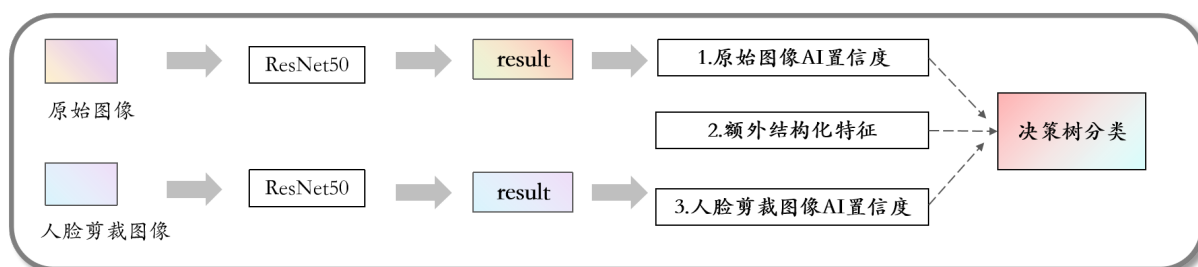 ResNet50
result
1.原始图像AI置信度
原始图像
2.额外结构化特征
决策树分类
ResNet50
result
3.人脸剪裁图像AI置信度
人脸剪裁图像